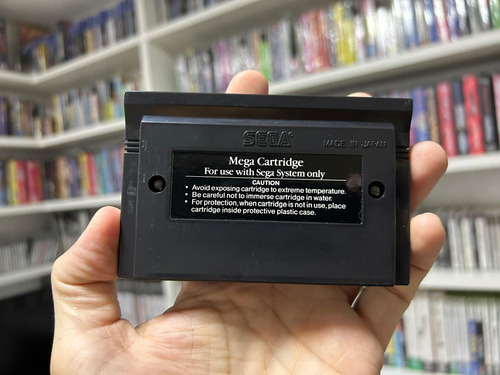 SEGA
MADE IN JAPAN
Mega Cartridge
For use with Sega System only
CAUTION
• Avoid exposing cartridge to extreme temperature.
• Be careful not to immerse cartridge in water.
• For protection, when cartridge is not in use, place
cartridge inside protective plastic case.